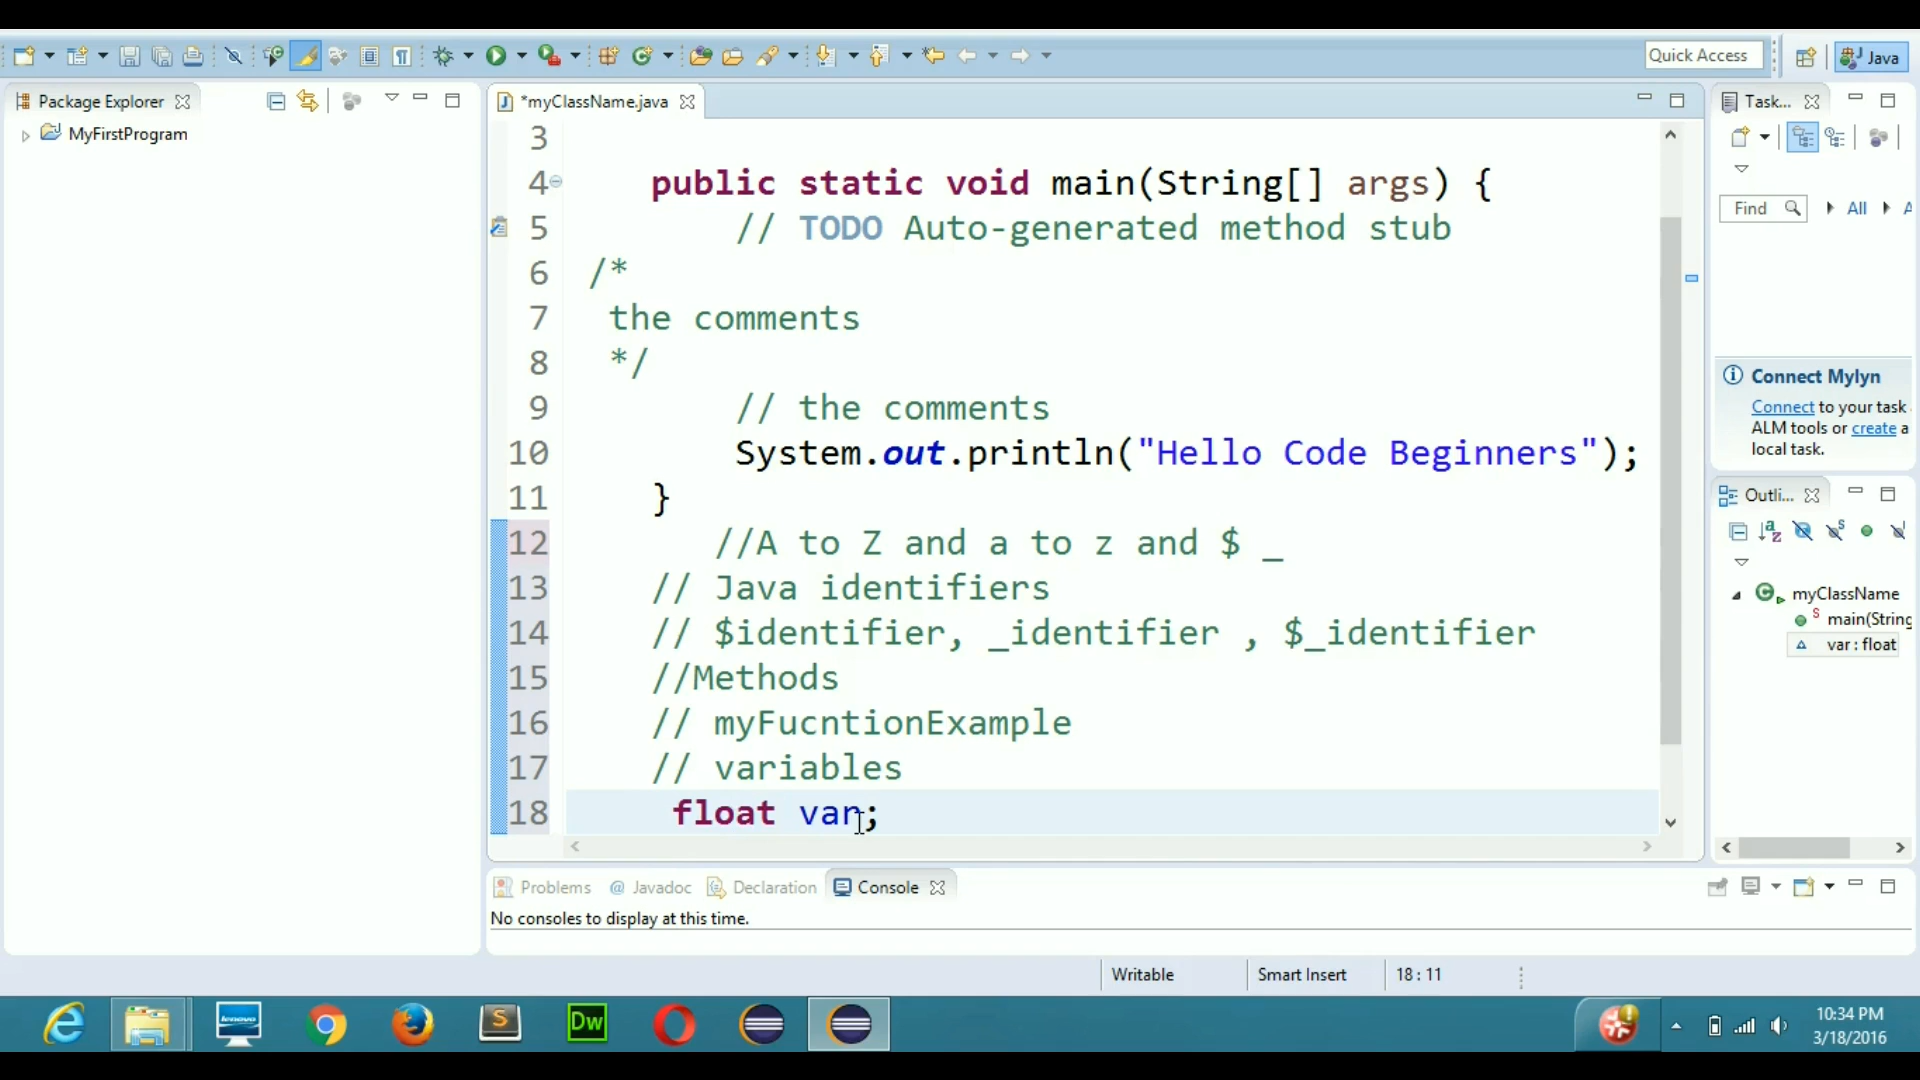 Quick Access
Java
Package Explorer
MyFirstProgram
*myClassName.java
3
4 public static void main(String[] args) {
5 // TODO Auto-generated method stub
6 /*
7 the comments
8 */
9 // the comments
10 System.out.println("Hello Code Beginners");
11 }
12 //A to Z and a to z and $ _
13 // Java identifiers
14 // $identifier, _identifier , $_identifier
15 //Methods
16 // myFucntionExample
17 // variables
18 float var;
Task...
Find
All
Connect Mylyn
Connect to your task
ALM tools or create a
local task.
Outli...
myClassName
main(String
var : float
Problems
@ Javadoc
Declaration
Console
No consoles to display at this time.
Writable
Smart Insert
18 : 11
lenovo
S
Dw
10:34 PM
3/18/2016